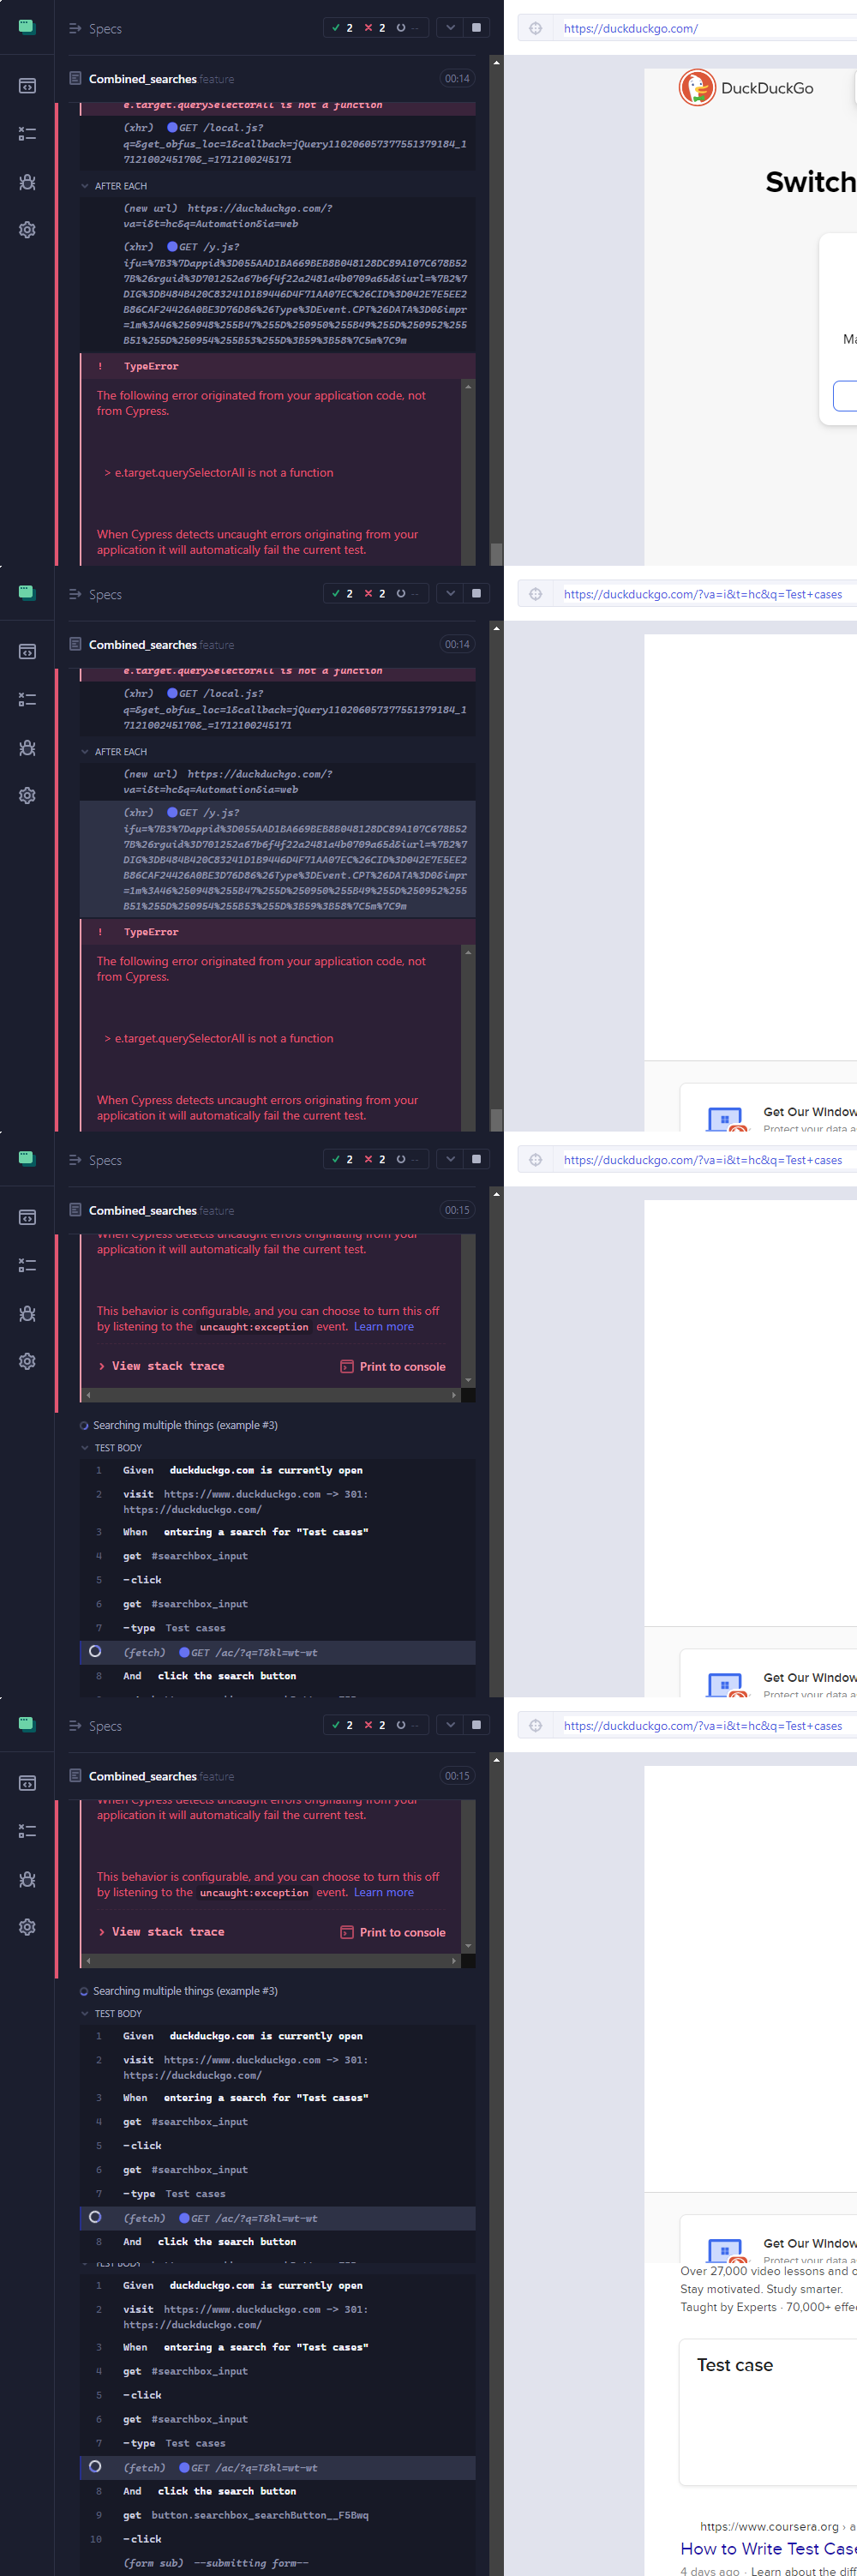 Specs
2
2
--
https://duckduckgo.com/
Combined_searches.feature
00:14
DuckDuckGo
e.target.querySelectorAll is not a function
(xhr) GET /local.js?
q=&get_obfus_loc=1&callback=jQuery110206057377551379184_1
712100245170&_=1712100245171
AFTER EACH
Switch
(new url) https://duckduckgo.com/?
va=i&t=hc&q=Automation&ia=web
(xhr) GET /y.js?
ifu=%7B3%7Dappid%3D055AAD1BA669BEB8B048128DC89A107C678B52
7B%26rguid%3D701252a67b6f4f22a2481a4b0709a65d&iurl=%7B2%7
DIG%3DB484B420C83241D1B9446D4F71AA07EC%26CID%3D042E7E5EE2
B86CAF24426A0BE3D76D86%26Type%3DEvent.CPT%26DATA%3D0&impr
=1m%3A46%250948%255B47%255D%250950%255B49%255D%250952%255
B51%255D%250954%255B53%255D%3B59%3B58%7C5m%7C9m
Ma
! TypeError
The following error originated from your application code, not
from Cypress.
> e.target.querySelectorAll is not a function
When Cypress detects uncaught errors originating from your
application it will automatically fail the current test.
Specs
2
2
--
https://duckduckgo.com/?va=i&t=hc&q=Test+cases
Combined_searches.feature
00:14
e.target.querySelectorAll is not a function
(xhr) GET /local.js?
q=&get_obfus_loc=1&callback=jQuery110206057377551379184_1
712100245170&_=1712100245171
AFTER EACH
(new url) https://duckduckgo.com/?
va=i&t=hc&q=Automation&ia=web
(xhr) GET /y.js?
ifu=%7B3%7Dappid%3D055AAD1BA669BEB8B048128DC89A107C678B52
7B%26rguid%3D701252a67b6f4f22a2481a4b0709a65d&iurl=%7B2%7
DIG%3DB484B420C83241D1B9446D4F71AA07EC%26CID%3D042E7E5EE2
B86CAF24426A0BE3D76D86%26Type%3DEvent.CPT%26DATA%3D0&impr
=1m%3A46%250948%255B47%255D%250950%255B49%255D%250952%255
B51%255D%250954%255B53%255D%3B59%3B58%7C5m%7C9m
! TypeError
The following error originated from your application code, not
from Cypress.
> e.target.querySelectorAll is not a function
When Cypress detects uncaught errors originating from your
application it will automatically fail the current test.
Get Our Window
Protect your data a
Specs
2
2
--
https://duckduckgo.com/?va=i&t=hc&q=Test+cases
Combined_searches.feature
00:15
When Cypress detects uncaught errors originating from your
application it will automatically fail the current test.
This behavior is configurable, and you can choose to turn this off
by listening to the uncaught:exception event. Learn more
> View stack trace
Print to console
Searching multiple things (example #3)
TEST BODY
1 Given duckduckgo.com is currently open
2 visit https://www.duckduckgo.com -> 301:
https://duckduckgo.com/
3 When entering a search for "Test cases"
4 get #searchbox_input
5 -click
6 get #searchbox_input
7 -type Test cases
(fetch) GET /ac/?q=T&kl=wt-wt
8 And click the search button
Get Our Window
Protect your data a
Specs
2
2
--
https://duckduckgo.com/?va=i&t=hc&q=Test+cases
Combined_searches.feature
00:15
When Cypress detects uncaught errors originating from your
application it will automatically fail the current test.
This behavior is configurable, and you can choose to turn this off
by listening to the uncaught:exception event. Learn more
> View stack trace
Print to console
Searching multiple things (example #3)
TEST BODY
1 Given duckduckgo.com is currently open
2 visit https://www.duckduckgo.com -> 301:
https://duckduckgo.com/
3 When entering a search for "Test cases"
4 get #searchbox_input
5 -click
6 get #searchbox_input
7 -type Test cases
(fetch) GET /ac/?q=T&kl=wt-wt
8 And click the search button
Get Our Window
Protect your data a
TEST BODY
Over 27,000 video lessons and o
Stay motivated. Study smarter.
Taught by Experts · 70,000+ effe
1 Given duckduckgo.com is currently open
2 visit https://www.duckduckgo.com -> 301:
https://duckduckgo.com/
3 When entering a search for "Test cases"
4 get #searchbox_input
5 -click
6 get #searchbox_input
7 -type Test cases
(fetch) GET /ac/?q=T&kl=wt-wt
8 And click the search button
9 get button.searchbox_searchButton__F5Bwq
10 -click
(form sub) --submitting form--
Test case
https://www.coursera.org › a
How to Write Test Case
4 days ago · Learn about the diff